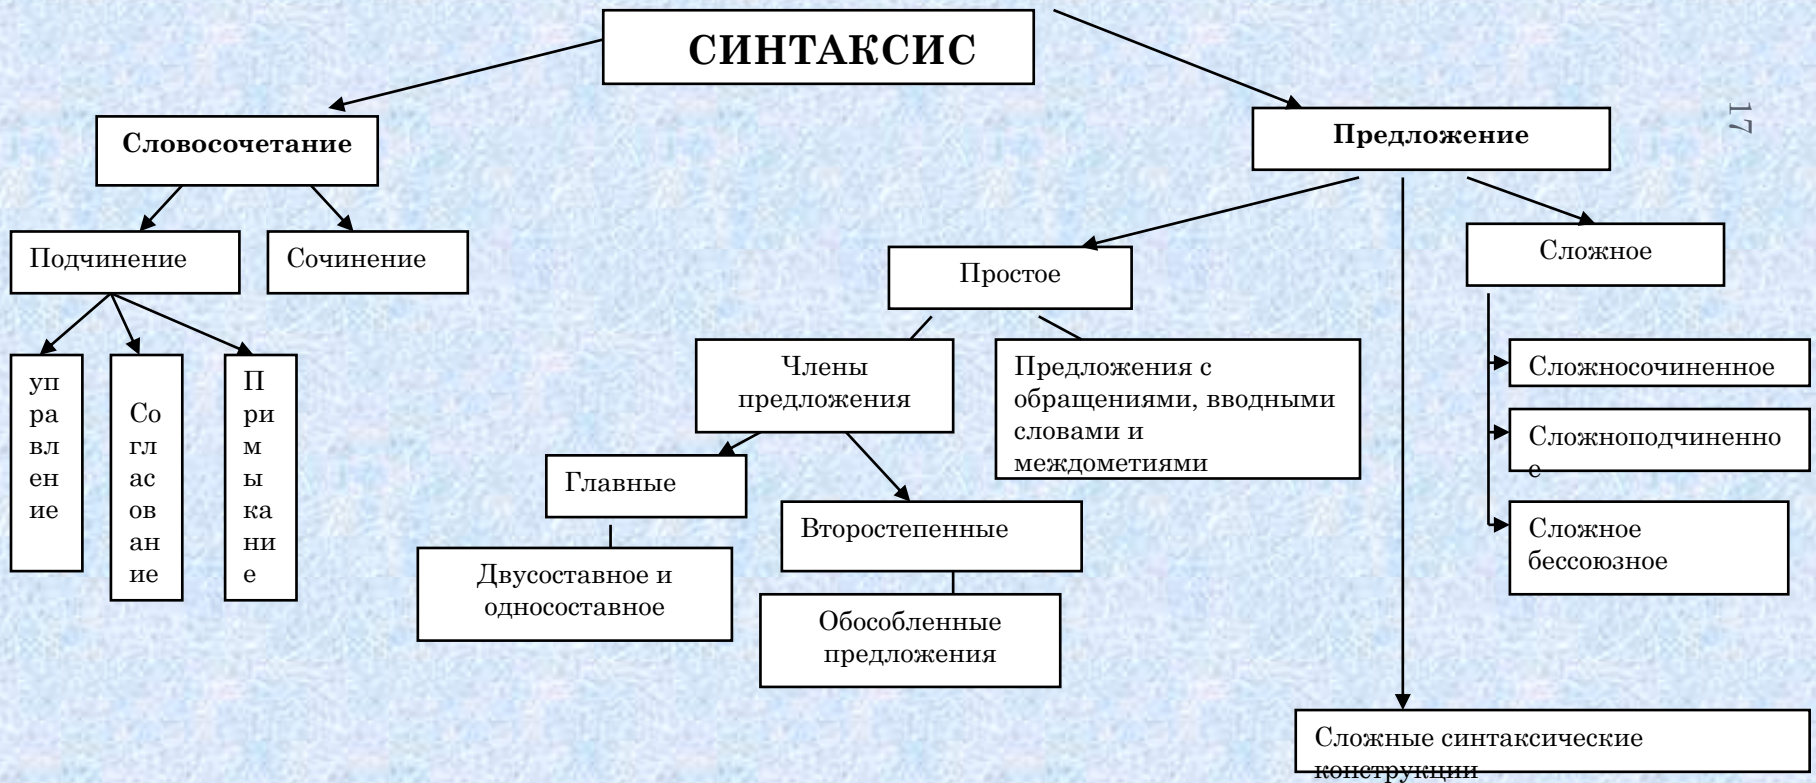 СИНТАКСИС
17
Словосочетание
Предложение
Подчинение
Сочинение
Простое
Сложное
уп
ра
вл
ен
ие
Со
гл
ас
ов
ан
ие
П
ри
м
ы
ка
ни
е
Члены
предложения
Предложения с
обращениями, вводными
словами и
междометиями
Сложносочиненное
Сложноподчиненно
е
Сложное
бессоюзное
Главные
Второстепенные
Двусоставное и
односоставное
Обособленные
предложения
Сложные синтаксические
конструкции